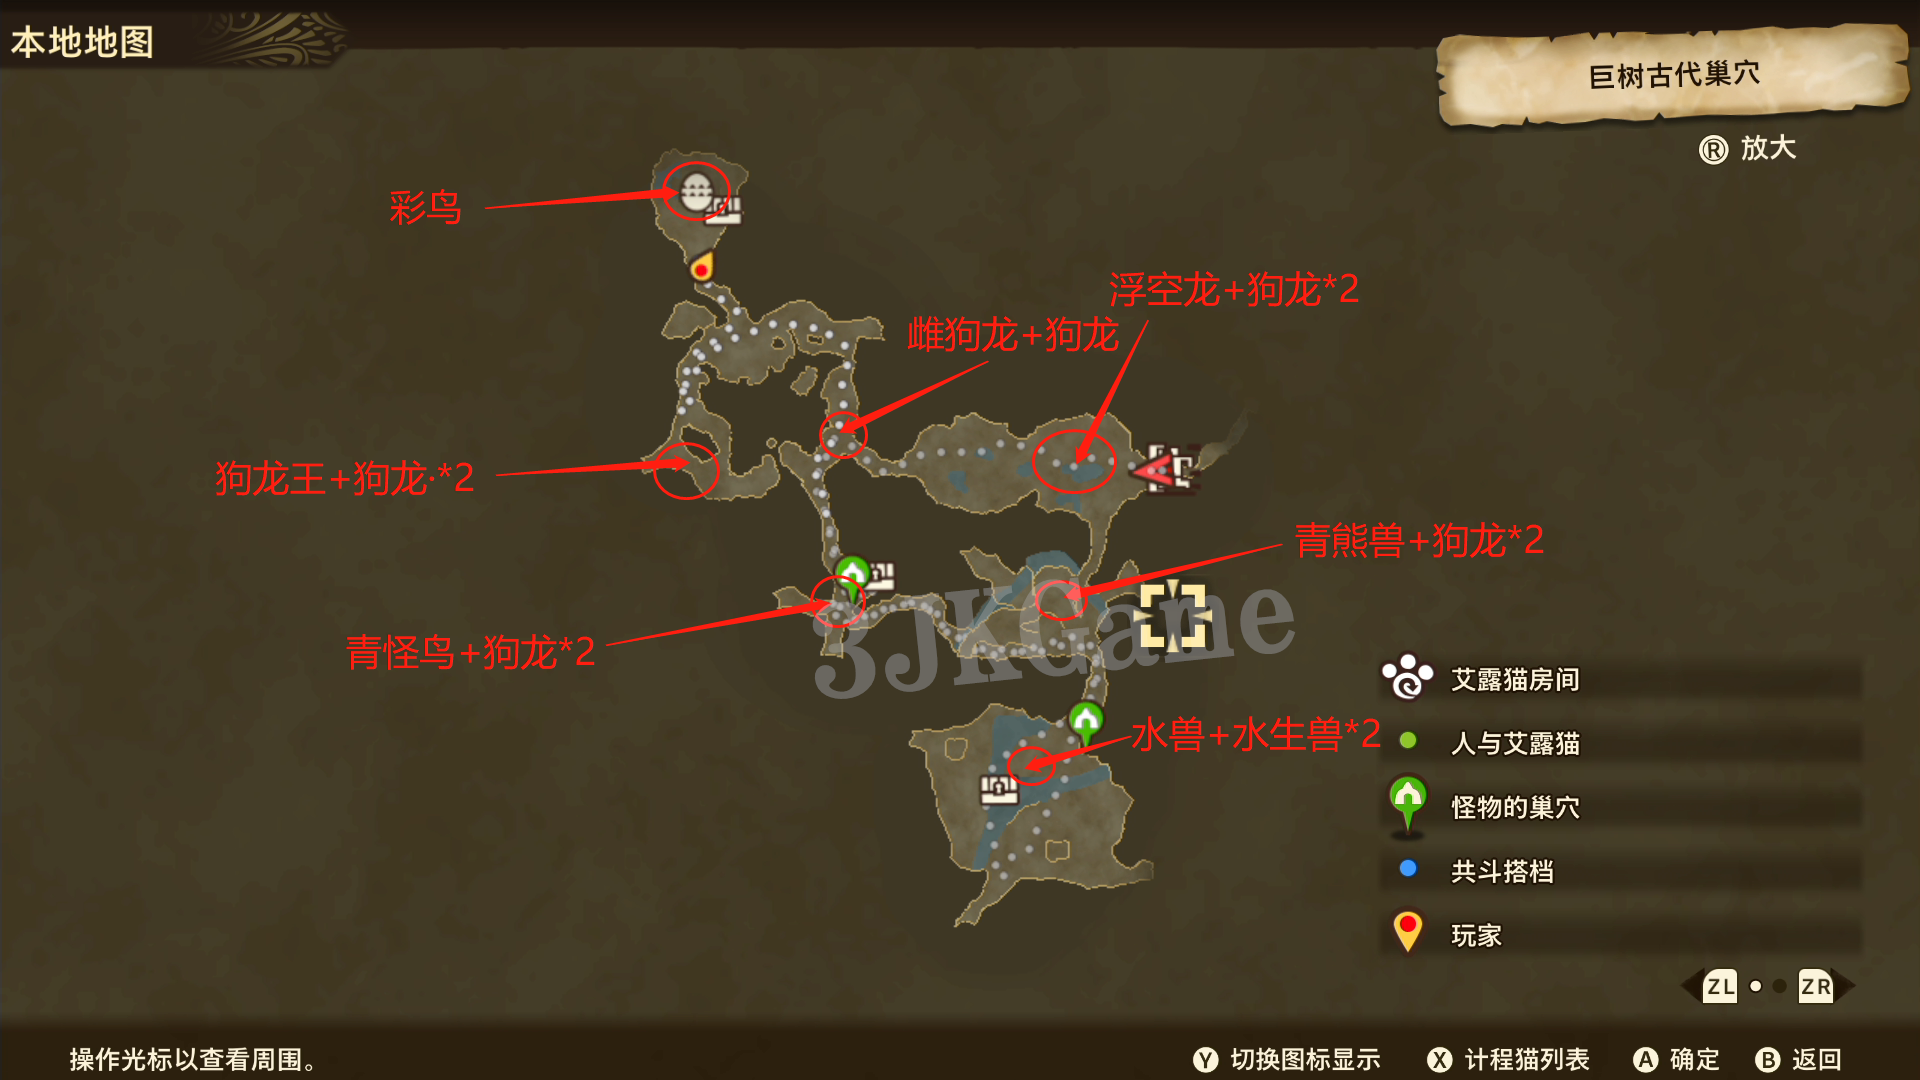 本地地图
巨树古代巢穴
R 放大
彩鸟
浮空龙+狗龙*2
雌狗龙+狗龙
狗龙王+狗龙·*2
青熊兽+狗龙*2
青怪鸟+狗龙*2
3JKGame
水兽+水生兽*2
艾露猫房间
人与艾露猫
怪物的巢穴
共斗搭档
玩家
ZL ZR
操作光标以查看周围。
Y 切换图标显示 X 计程猫列表 A 确定 B 返回